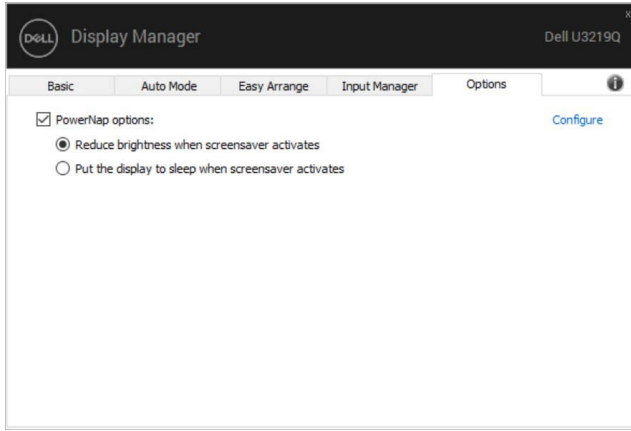 DELL Display Manager Dell U3219Q
Basic Auto Mode Easy Arrange Input Manager Options
PowerNap options: Configure
Reduce brightness when screensaver activates
Put the display to sleep when screensaver activates